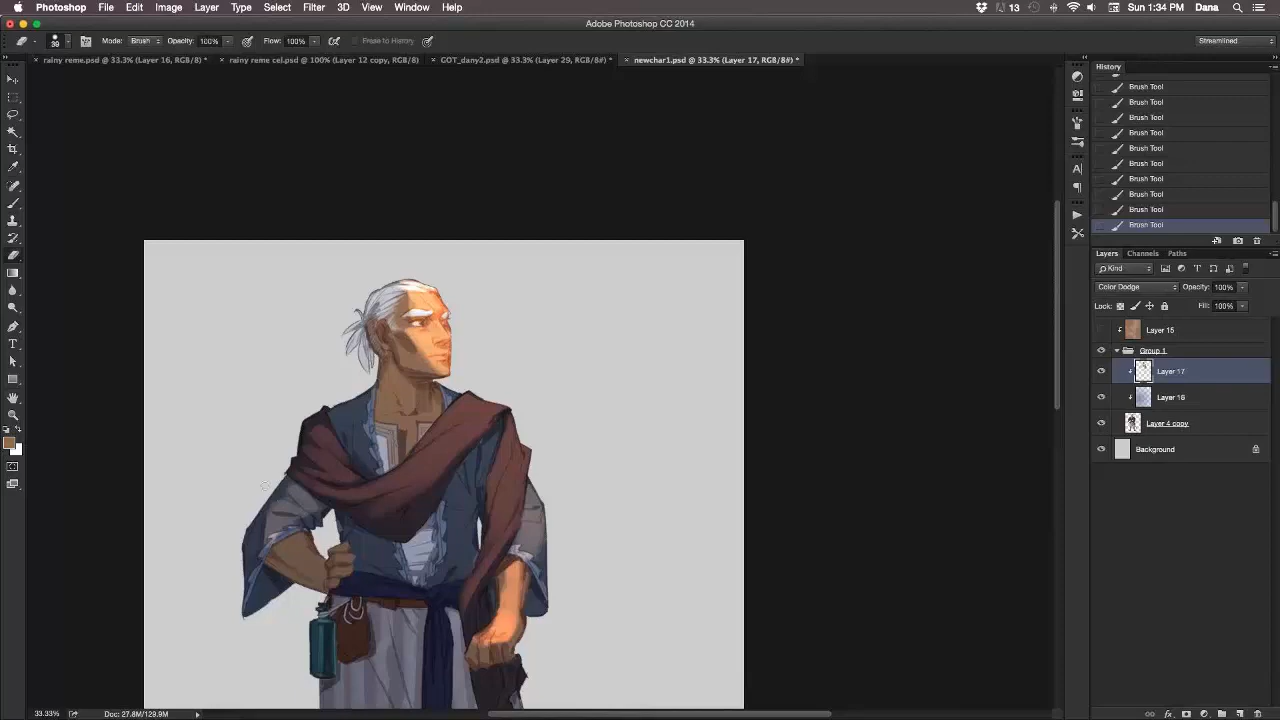 Photoshop File Edit Image Layer Type Select Filter 3D View Window Help 13 Sun 1:34 PM Dana
Adobe Photoshop CC 2014
39 Mode: Brush Opacity: 100% Flow: 100% Erase to History Streamlined
rainy reme.psd @ 33.3% (Layer 16, RGB/8) * rainy reme cel.psd @ 100% (Layer 12 copy, RGB/8) GOT_dany2.psd @ 33.3% (Layer 29, RGB/8#) * newchar1.psd @ 33.3% (Layer 17, RGB/8#) *
History
Brush Tool
Brush Tool
Brush Tool
Brush Tool
Brush Tool
Brush Tool
Brush Tool
Brush Tool
Brush Tool
Brush Tool
Layers Channels Paths
Kind
Color Dodge Opacity: 100%
Lock: Fill: 100%
Layer 15
Group 1
Layer 17
Layer 16
Layer 4 copy
Background
33.33% Doc: 27.8M/129.9M